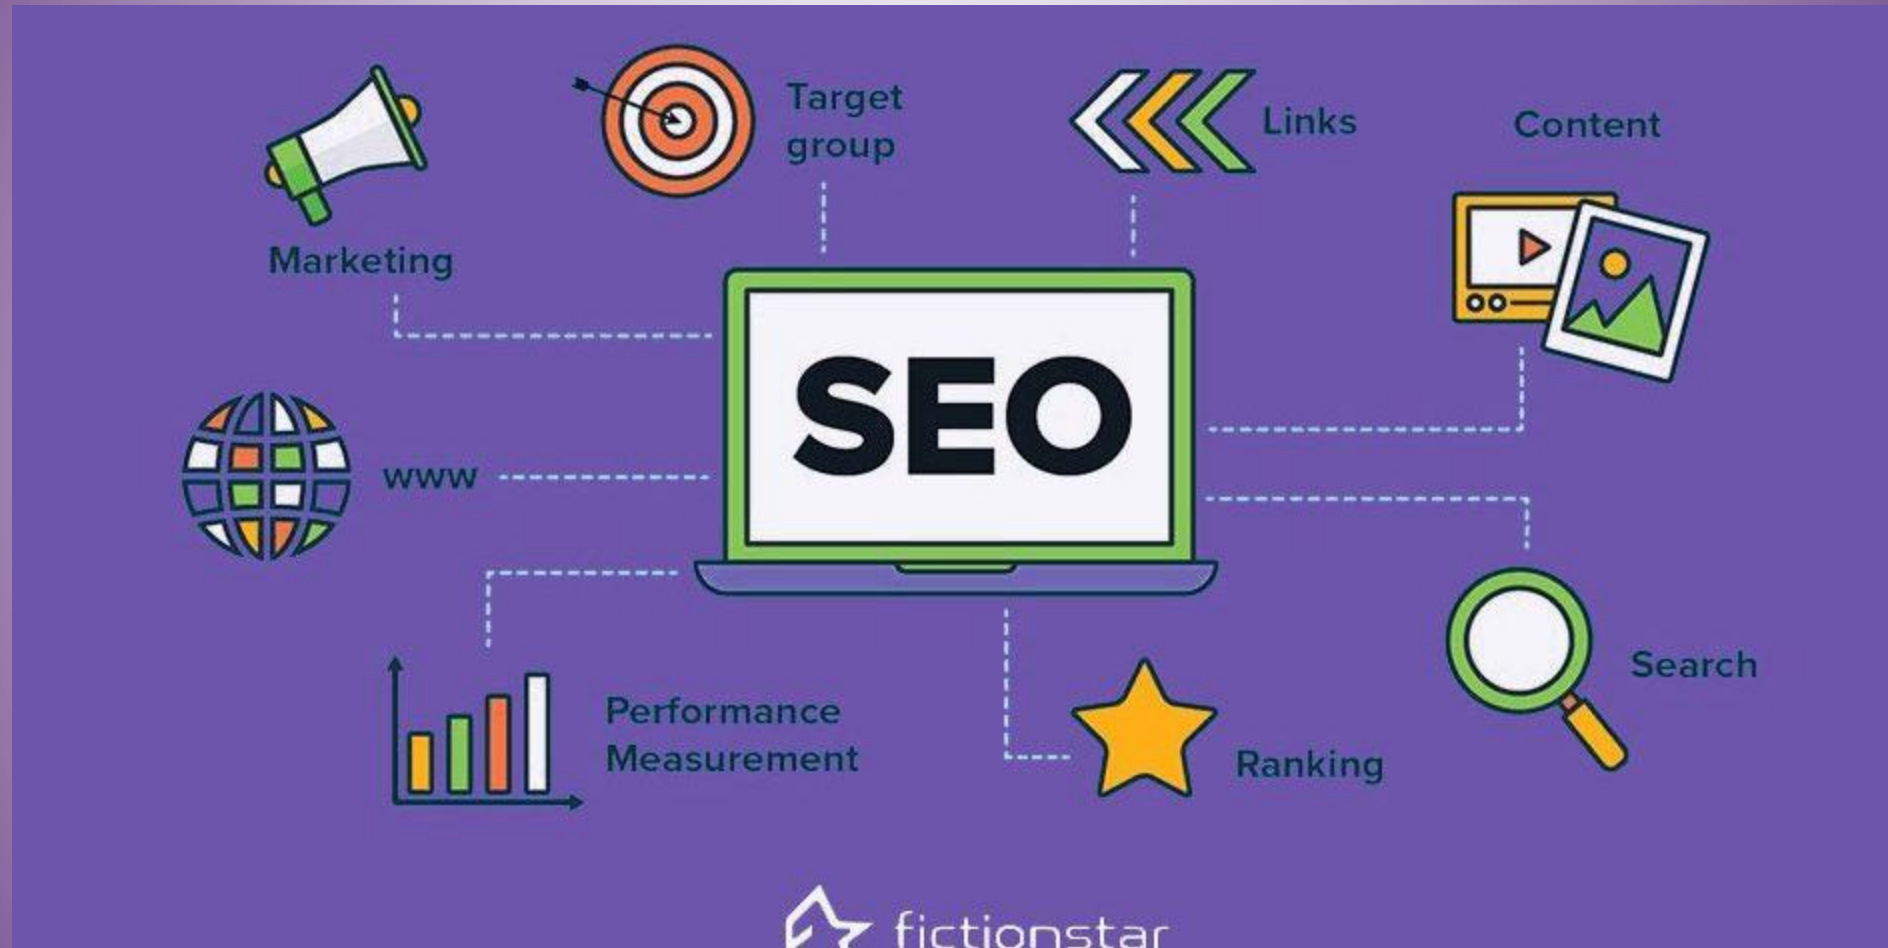 Target
group
Links
Content
Marketing
SEO
www
Search
Performance
Measurement
Ranking
fictionstar